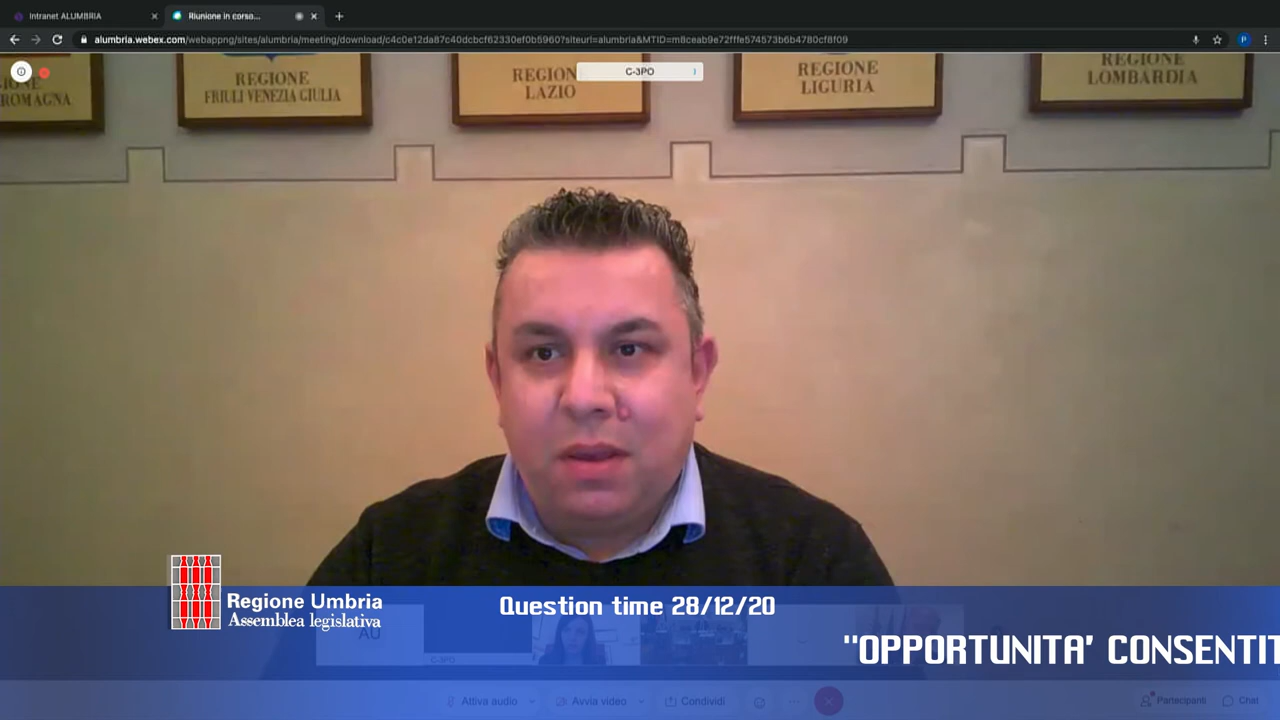 Intranet ALUMBRIA
Riunione in corso...
alumbria.webex.com/webappng/sites/alumbria/meeting/download/c4c0e12da87c40dcbcf62330ef0b5960?siteurl=alumbria&MTID=m8ceab9e72fffe574573b6b4780cf8f09
P
C-3PO
ROMAGNA
REGIONE
FRIULI VENEZIA GIULIA
REGION
LAZIO
REGIONE
LIGURIA
REGIONE
LOMBARDIA
Regione Umbria
Assemblea legislativa
Question time 28/12/20
"OPPORTUNITA' CONSENTIT
AU
C-3PO
Attiva audio
Avvia video
Condividi
Partecipanti
Chat